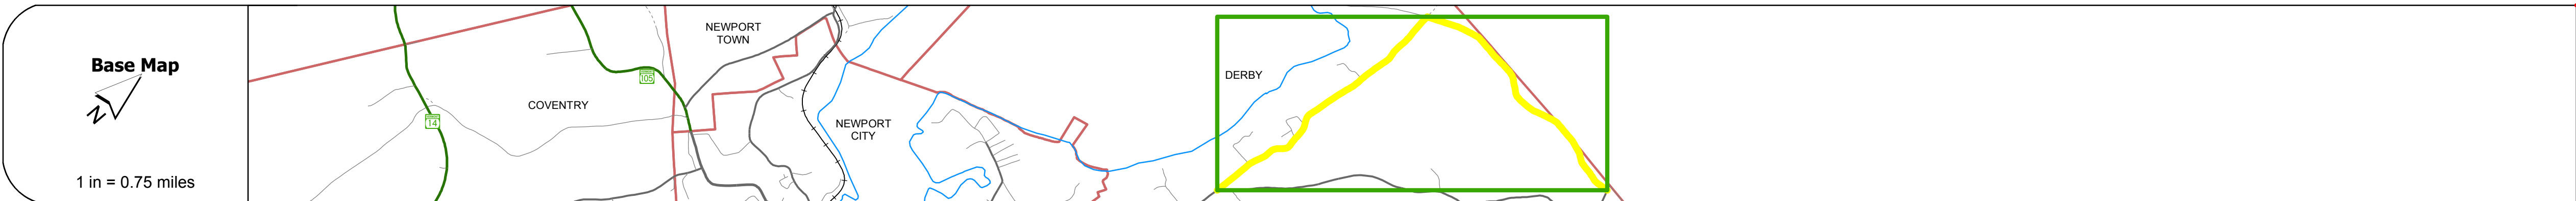 Base Map
N
1 in = 0.75 miles
14
COVENTRY
105
NEWPORT
TOWN
NEWPORT
CITY
DERBY